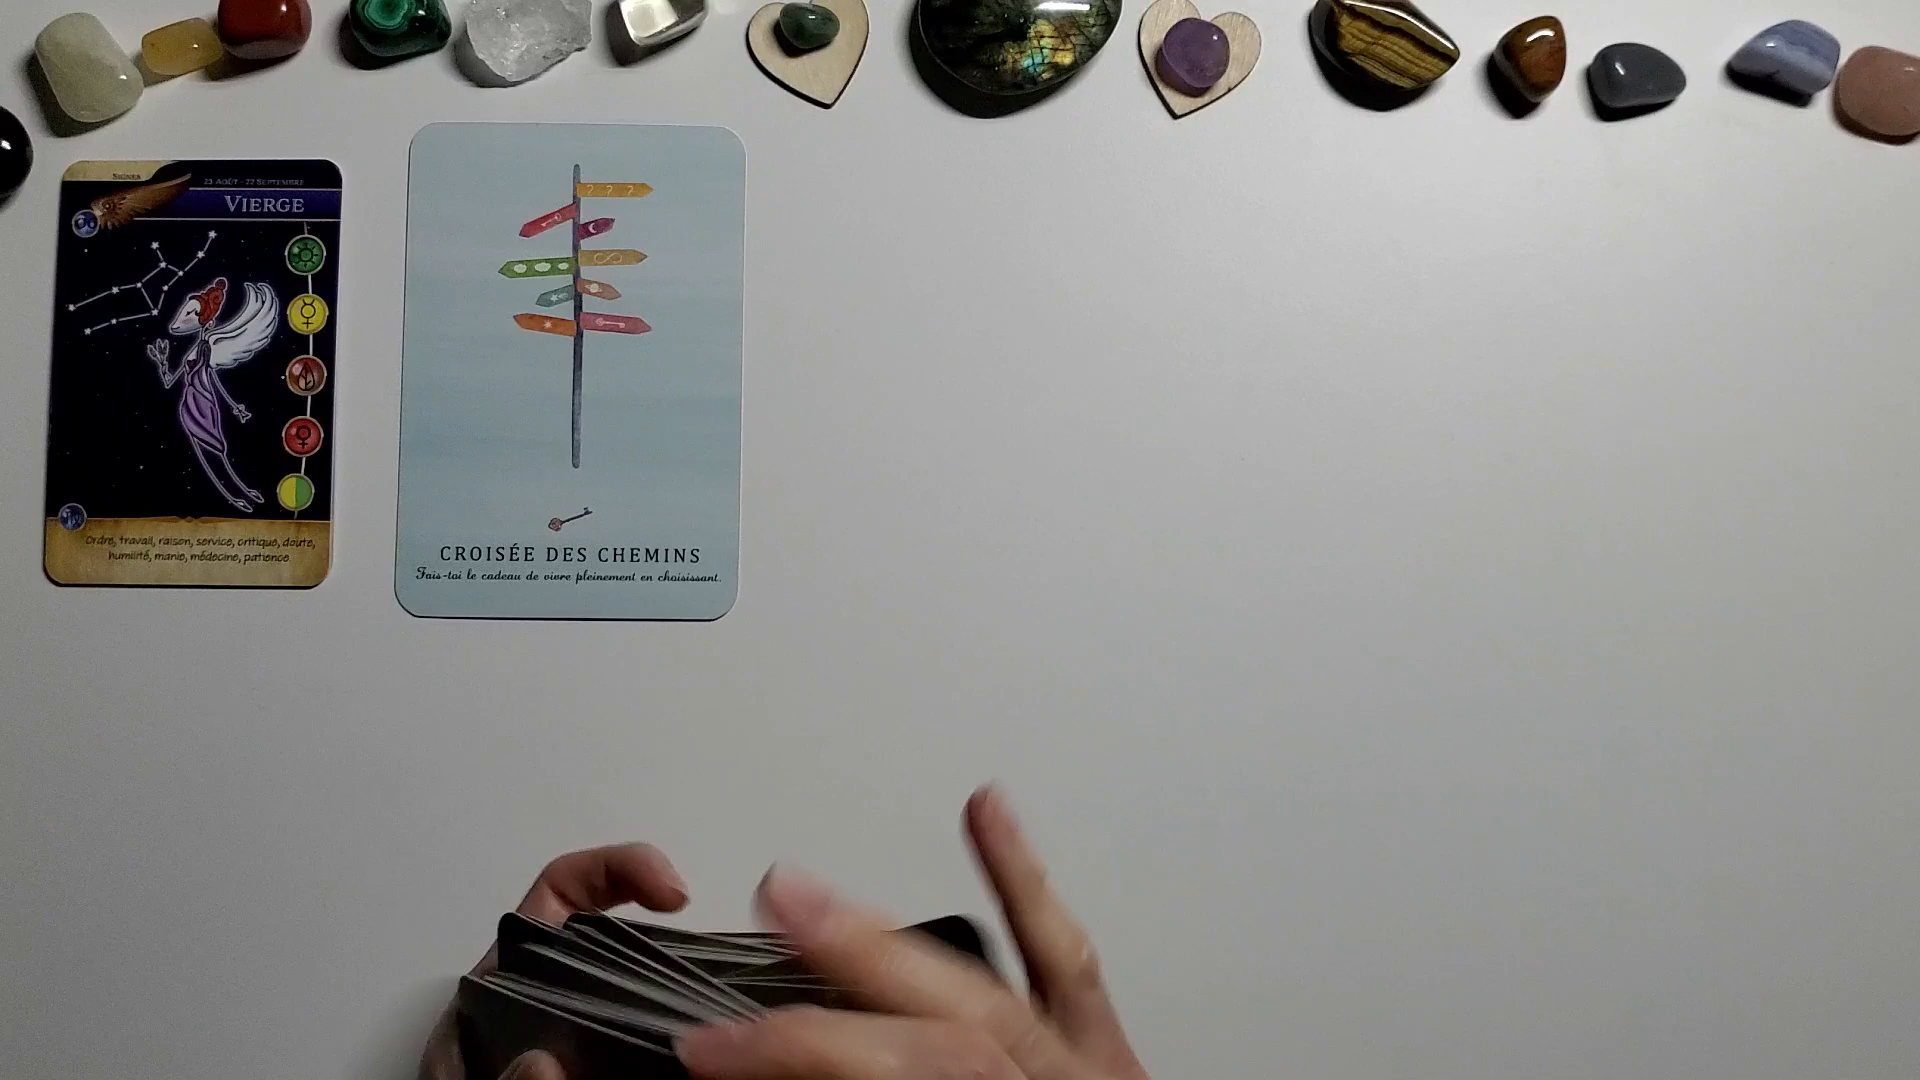 Signes
23 Août - 22 Septembre
Vierge
Ordre, travail, raison, service, critique, doute,
humilité, manie, médecine, patience.
? ? ?
CROISÉE DES CHEMINS
Fais-toi le cadeau de vivre pleinement en choisissant.